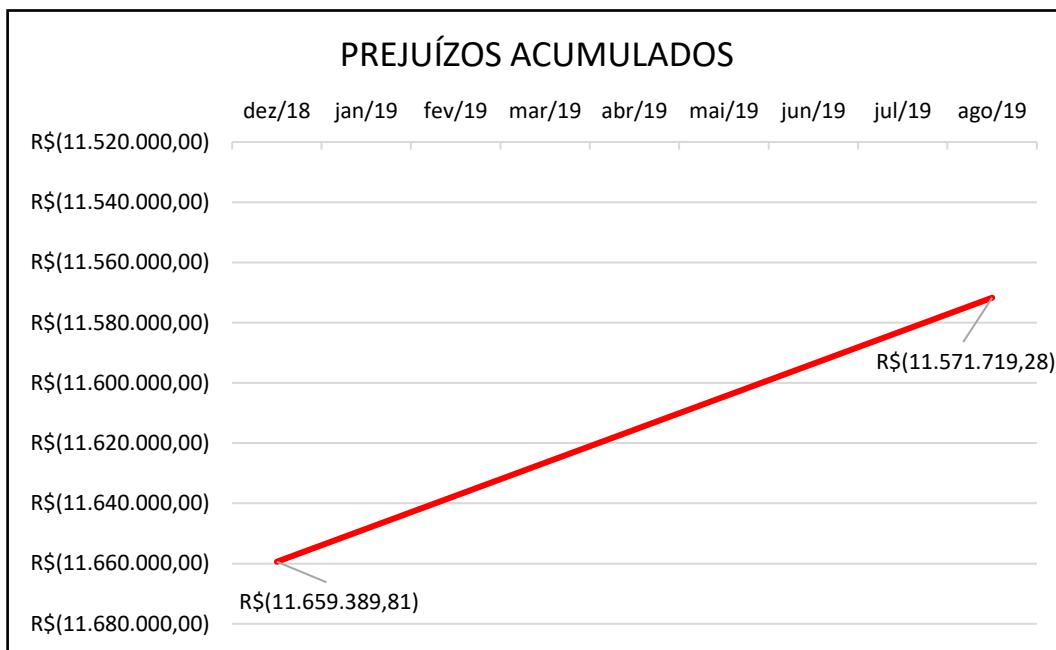 PREJUÍZOS ACUMULADOS
dez/18 jan/19 fev/19 mar/19 abr/19 mai/19 jun/19 jul/19 ago/19
R$(11.520.000,00)
R$(11.540.000,00)
R$(11.560.000,00)
R$(11.580.000,00)
R$(11.571.719,28)
R$(11.600.000,00)
R$(11.620.000,00)
R$(11.640.000,00)
R$(11.660.000,00)
R$(11.659.389,81)
R$(11.680.000,00)